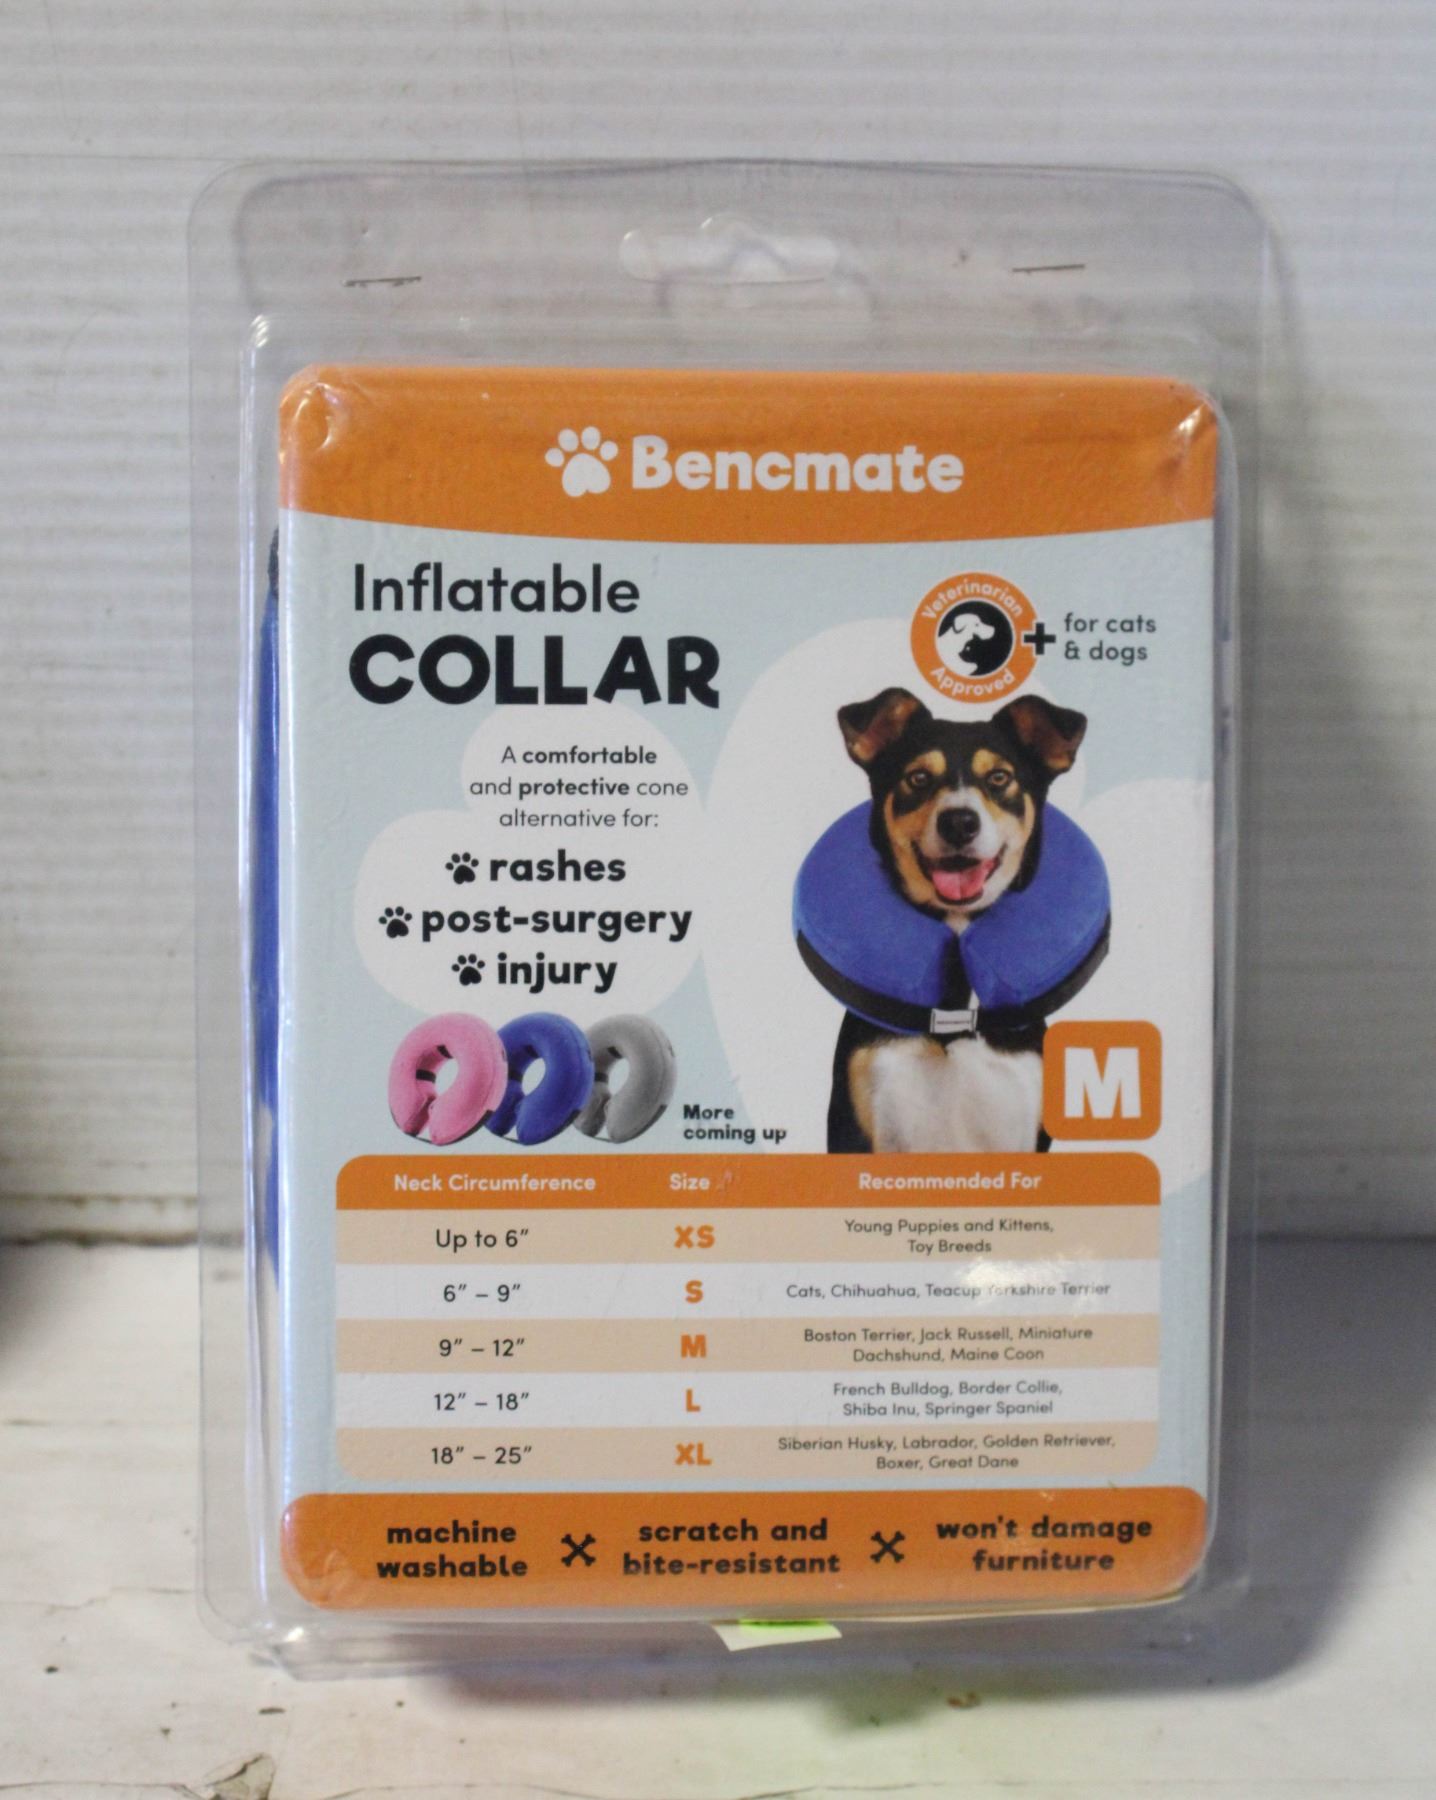 Bencmate
Inflatable
COLLAR
Veterinarian
Approved
+ for cats
& dogs
A comfortable
and protective cone
alternative for:
rashes
post-surgery
injury
More
coming up
M
Neck Circumference Size Recommended For
Up to 6” XS Young Puppies and Kittens,
Toy Breeds
6” – 9” S Cats, Chihuahua, Teacup Yorkshire Terrier
9” – 12” M Boston Terrier, Jack Russell, Miniature
Dachshund, Maine Coon
12” – 18” L French Bulldog, Border Collie,
Shiba Inu, Springer Spaniel
18” – 25” XL Siberian Husky, Labrador, Golden Retriever,
Boxer, Great Dane
machine
washable
scratch and
bite-resistant
won't damage
furniture